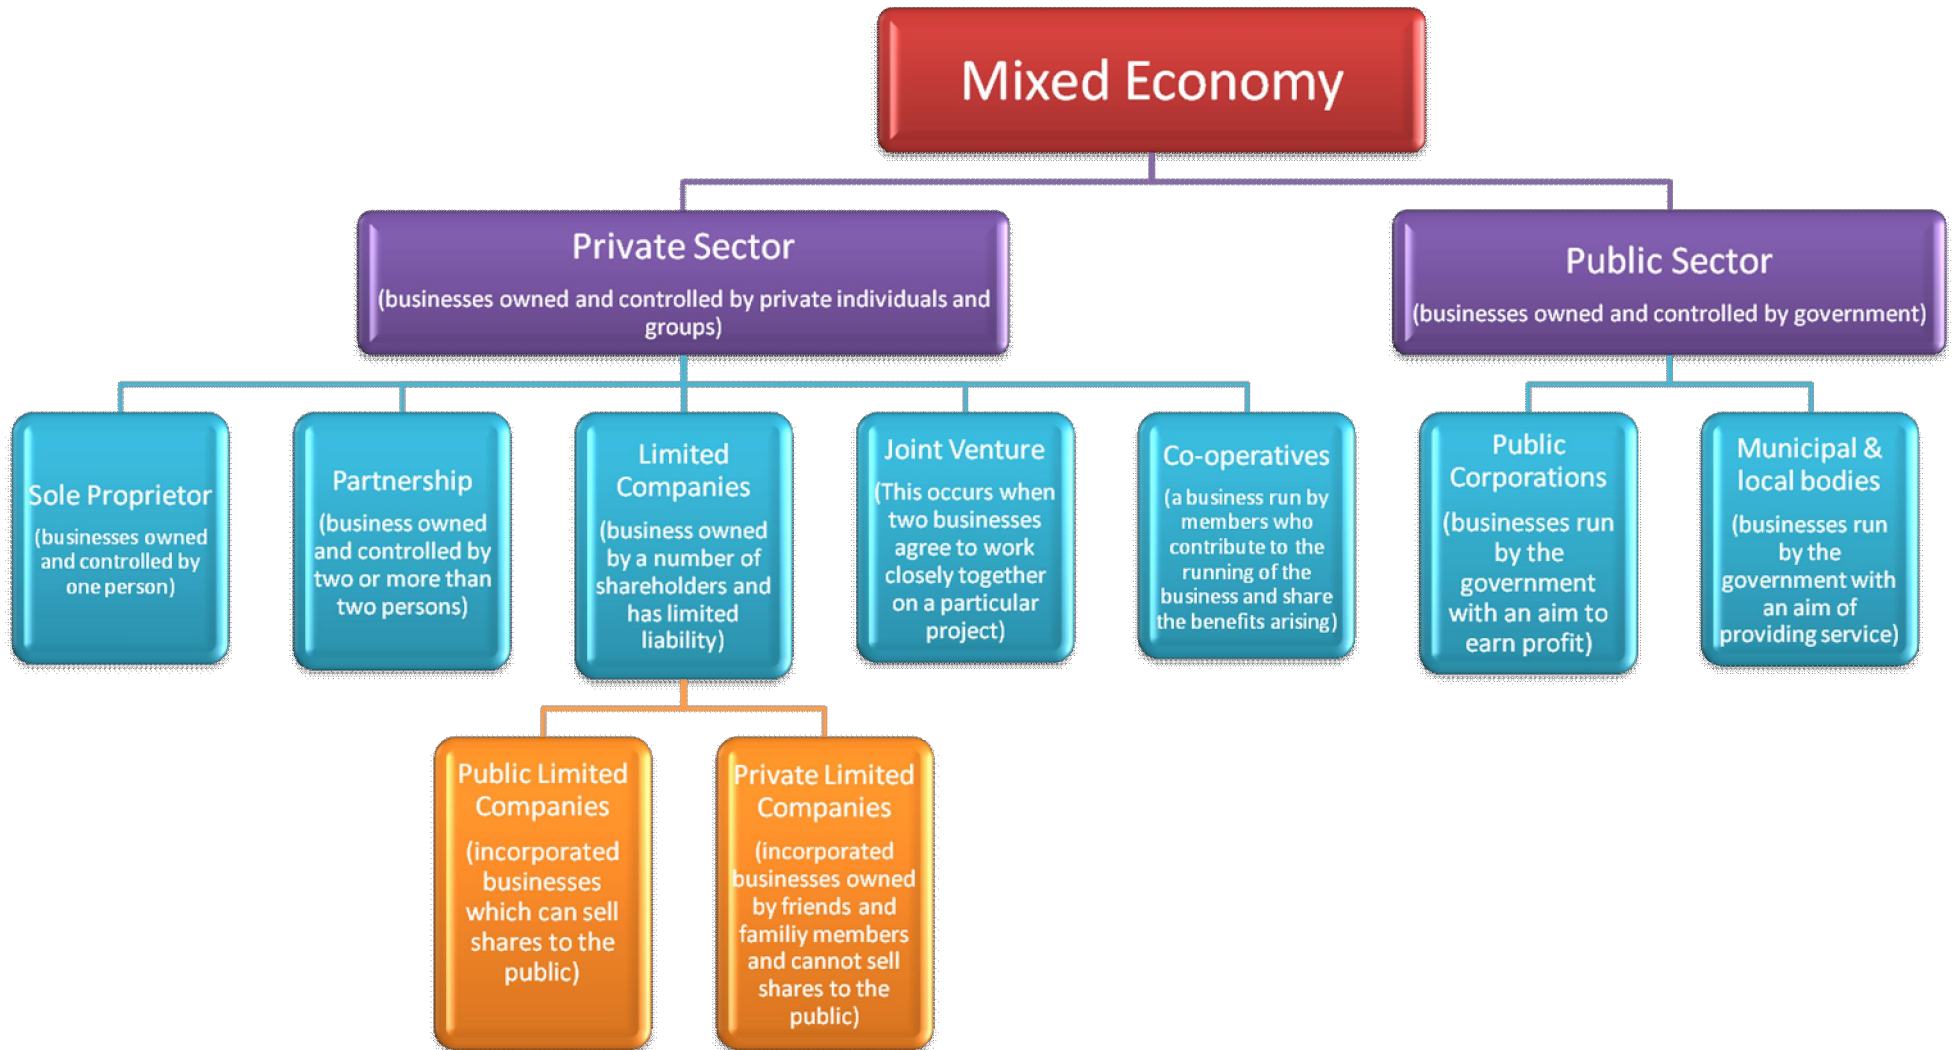 Mixed Economy
Private Sector
(businesses owned and controlled by private individuals and
groups)
Public Sector
(businesses owned and controlled by government)
Sole Proprietor
(businesses owned
and controlled by
one person)
Partnership
(business owned
and controlled by
two or more than
two persons)
Limited
Companies
(business owned
by a number of
shareholders and
has limited
liability)
Joint Venture
(This occurs when
two businesses
agree to work
closely together
on a particular
project)
Co-operatives
(a business run by
members who
contribute to the
running of the
business and share
the benefits arising)
Public
Corporations
(businesses run
by the
government
with an aim to
earn profit)
Municipal &
local bodies
(businesses run
by the
government with
an aim of
providing service)
Public Limited
Companies
(incorporated
businesses
which can sell
shares to the
public)
Private Limited
Companies
(incorporated
businesses owned
by friends and
familiy members
and cannot sell
shares to the
public)